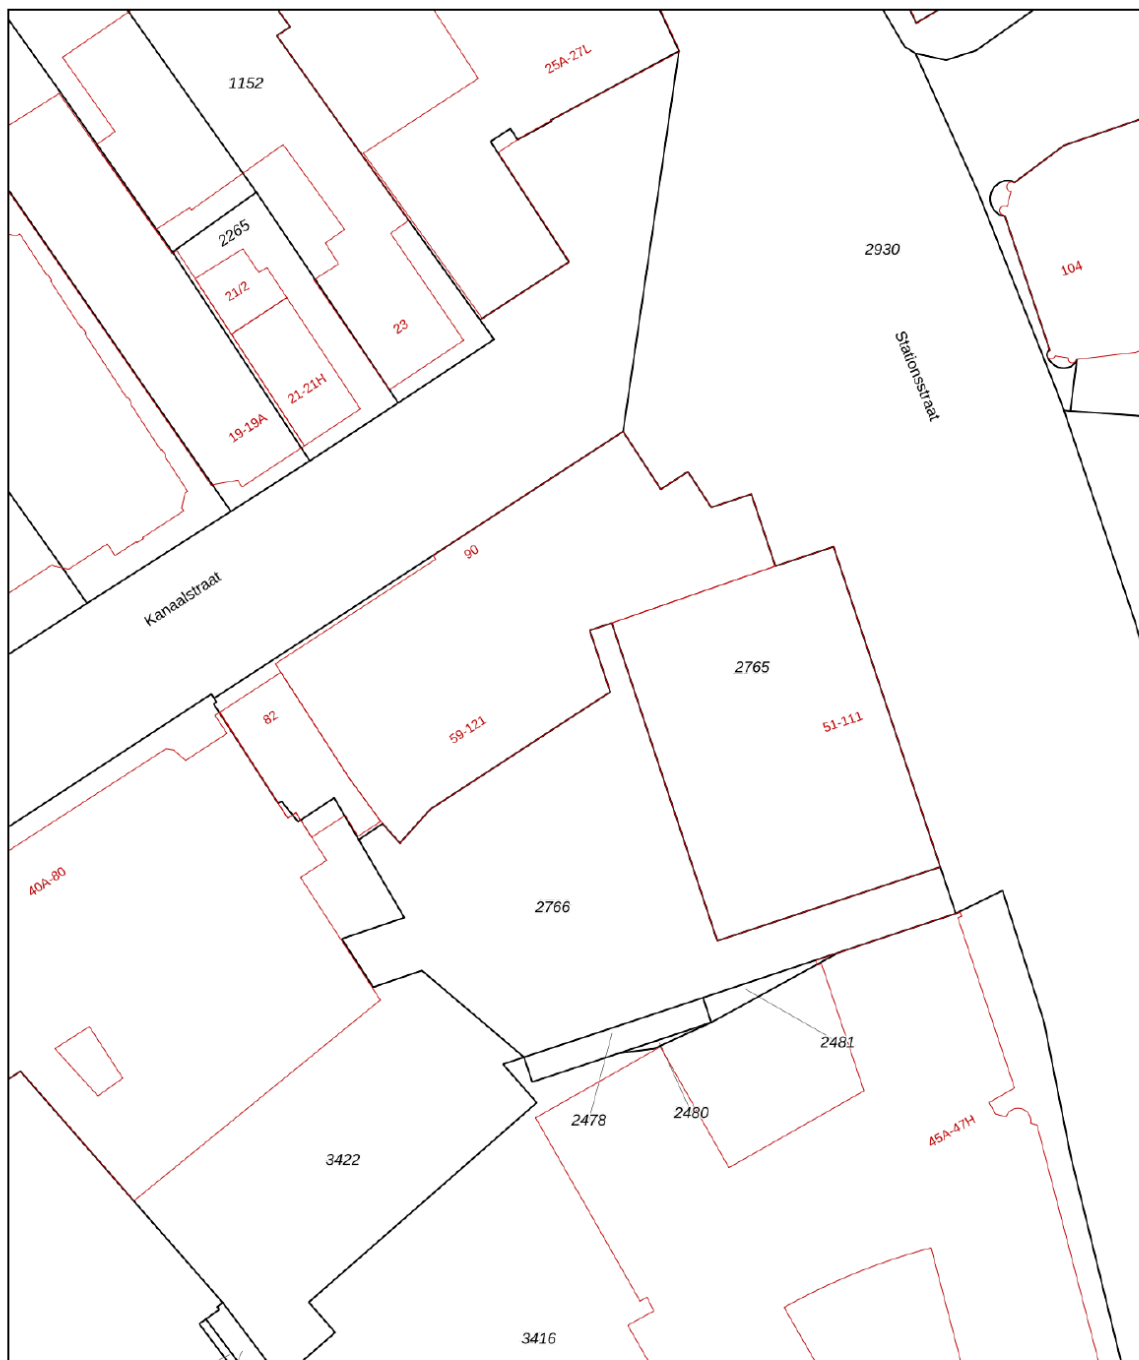 25A-27L
1152
2265
2930
104
21/2
23
Stationsstraat
21-21H
19-19A
90
Kanaalstraat
2765
82
59-121
51-111
40A-80
2766
2481
2480
2478
45A-47H
3422
3416